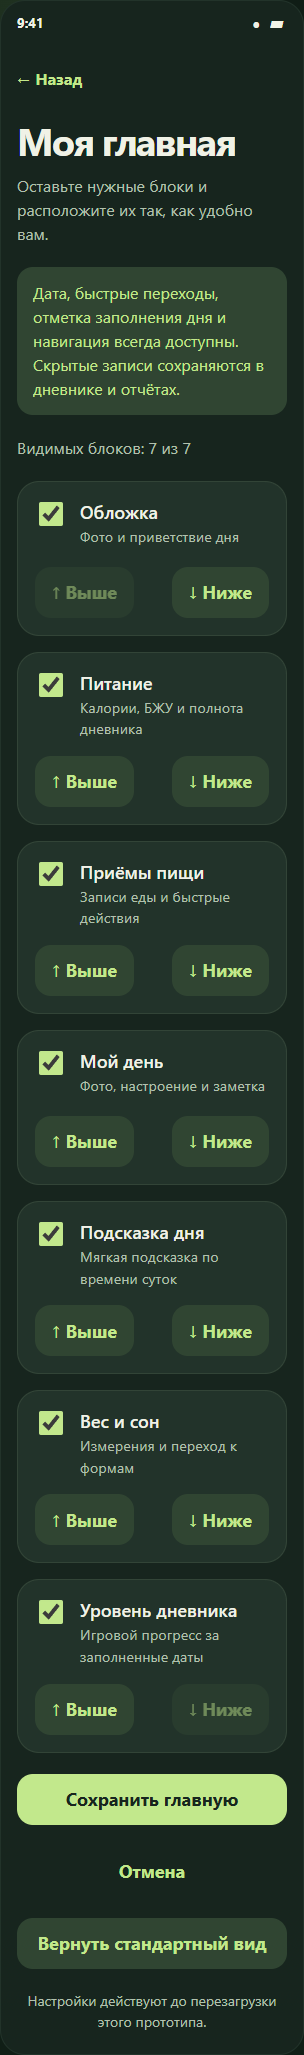 9:41
← Назад
Моя главная
Оставьте нужные блоки и
расположите их так, как удобно
вам.
Дата, быстрые переходы,
отметка заполнения дня и
навигация всегда доступны.
Скрытые записи сохраняются в
дневнике и отчётах.
Видимых блоков: 7 из 7
Обложка
Фото и приветствие дня
↑ Выше ↓ Ниже
Питание
Калории, БЖУ и полнота
дневника
↑ Выше ↓ Ниже
Приёмы пищи
Записи еды и быстрые
действия
↑ Выше ↓ Ниже
Мой день
Фото, настроение и заметка
↑ Выше ↓ Ниже
Подсказка дня
Мягкая подсказка по
времени суток
↑ Выше ↓ Ниже
Вес и сон
Измерения и переход к
формам
↑ Выше ↓ Ниже
Уровень дневника
Игровой прогресс за
заполненные даты
↑ Выше ↓ Ниже
Сохранить главную
Отмена
Вернуть стандартный вид
Настройки действуют до перезагрузки
этого прототипа.